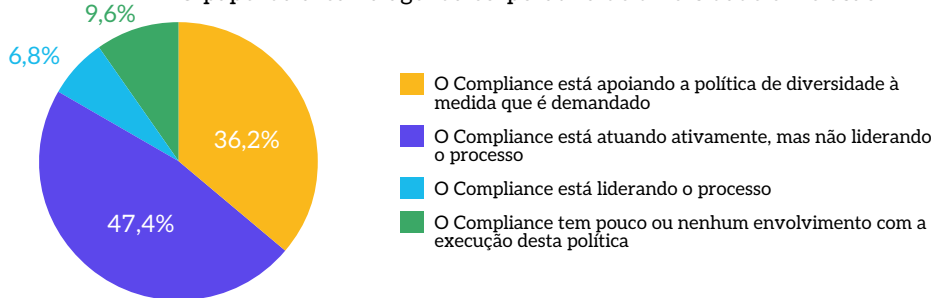 9,6%
6,8%
36,2%
47,4%
O Compliance está apoiando a política de diversidade à
medida que é demandado
O Compliance está atuando ativamente, mas não liderando
o processo
O Compliance está liderando o processo
O Compliance tem pouco ou nenhum envolvimento com a
execução desta política